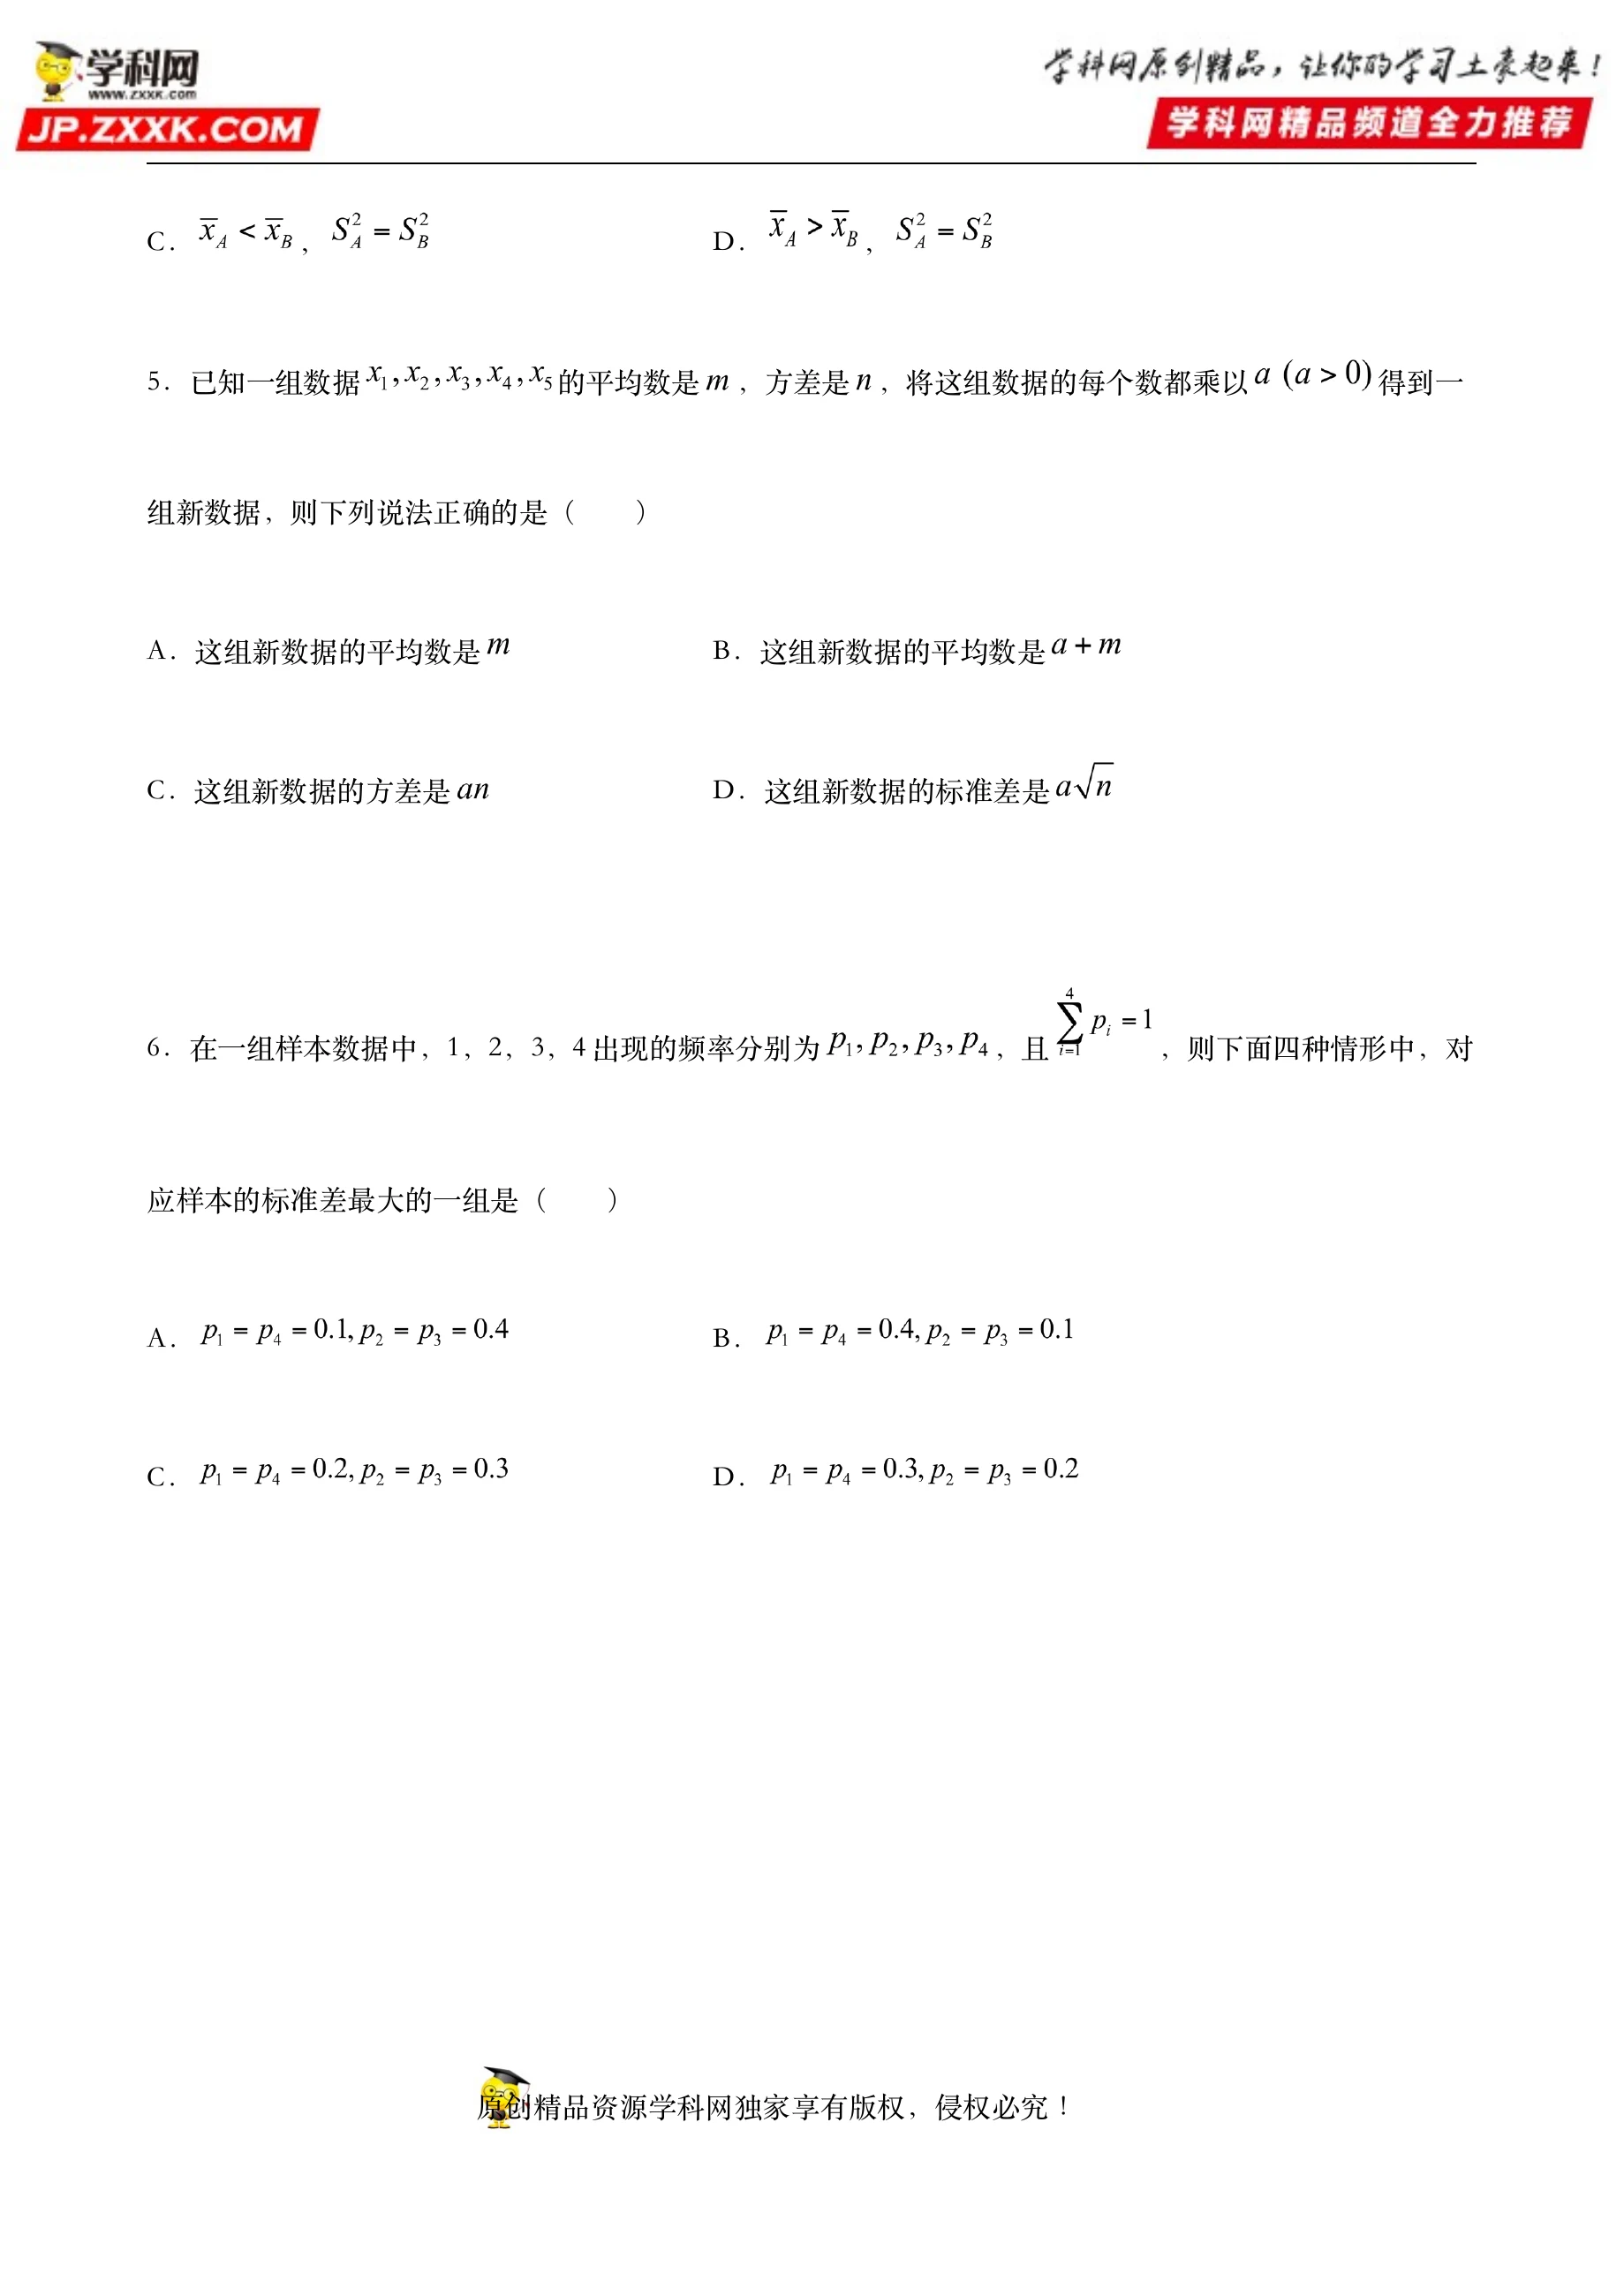 学科网
www.zxxk.com
JP.ZXXK.COM
学科网原创精品，让你的学习土豪起来！
学科网精品频道全力推荐
C． x̄_A < x̄_B ， S_A^2 = S_B^2
D． x̄_A > x̄_B ， S_A^2 = S_B^2
5．已知一组数据 x₁, x₂, x₃, x₄, x₅ 的平均数是 m ，方差是 n ，将这组数据的每个数都乘以 a (a > 0) 得到一
组新数据，则下列说法正确的是（　　）
A．这组新数据的平均数是 m
B．这组新数据的平均数是 a + m
C．这组新数据的方差是 an
D．这组新数据的标准差是 a√n
6．在一组样本数据中，1，2，3，4 出现的频率分别为 p₁, p₂, p₃, p₄ ，且 ∑_{i=1}^{4} p_i = 1 ，则下面四种情形中，对
应样本的标准差最大的一组是（　　）
A． p₁ = p₄ = 0.1, p₂ = p₃ = 0.4
B． p₁ = p₄ = 0.4, p₂ = p₃ = 0.1
C． p₁ = p₄ = 0.2, p₂ = p₃ = 0.3
D． p₁ = p₄ = 0.3, p₂ = p₃ = 0.2
原创精品资源学科网独家享有版权，侵权必究！